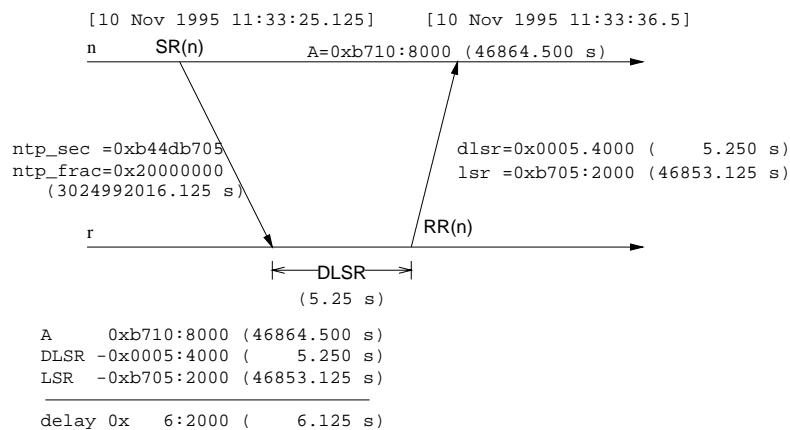 [10 Nov 1995 11:33:25.125] [10 Nov 1995 11:33:36.5]
n SR(n) A=0xb710:8000 (46864.500 s)
ntp_sec =0xb44db705 dlsr=0x0005.4000 ( 5.250 s)
ntp_frac=0x20000000 lsr =0xb705:2000 (46853.125 s)
(3024992016.125 s)
r RR(n)
DLSR
(5.25 s)
A 0xb710:8000 (46864.500 s)
DLSR -0x0005:4000 ( 5.250 s)
LSR -0xb705:2000 (46853.125 s)
delay 0x 6:2000 ( 6.125 s)